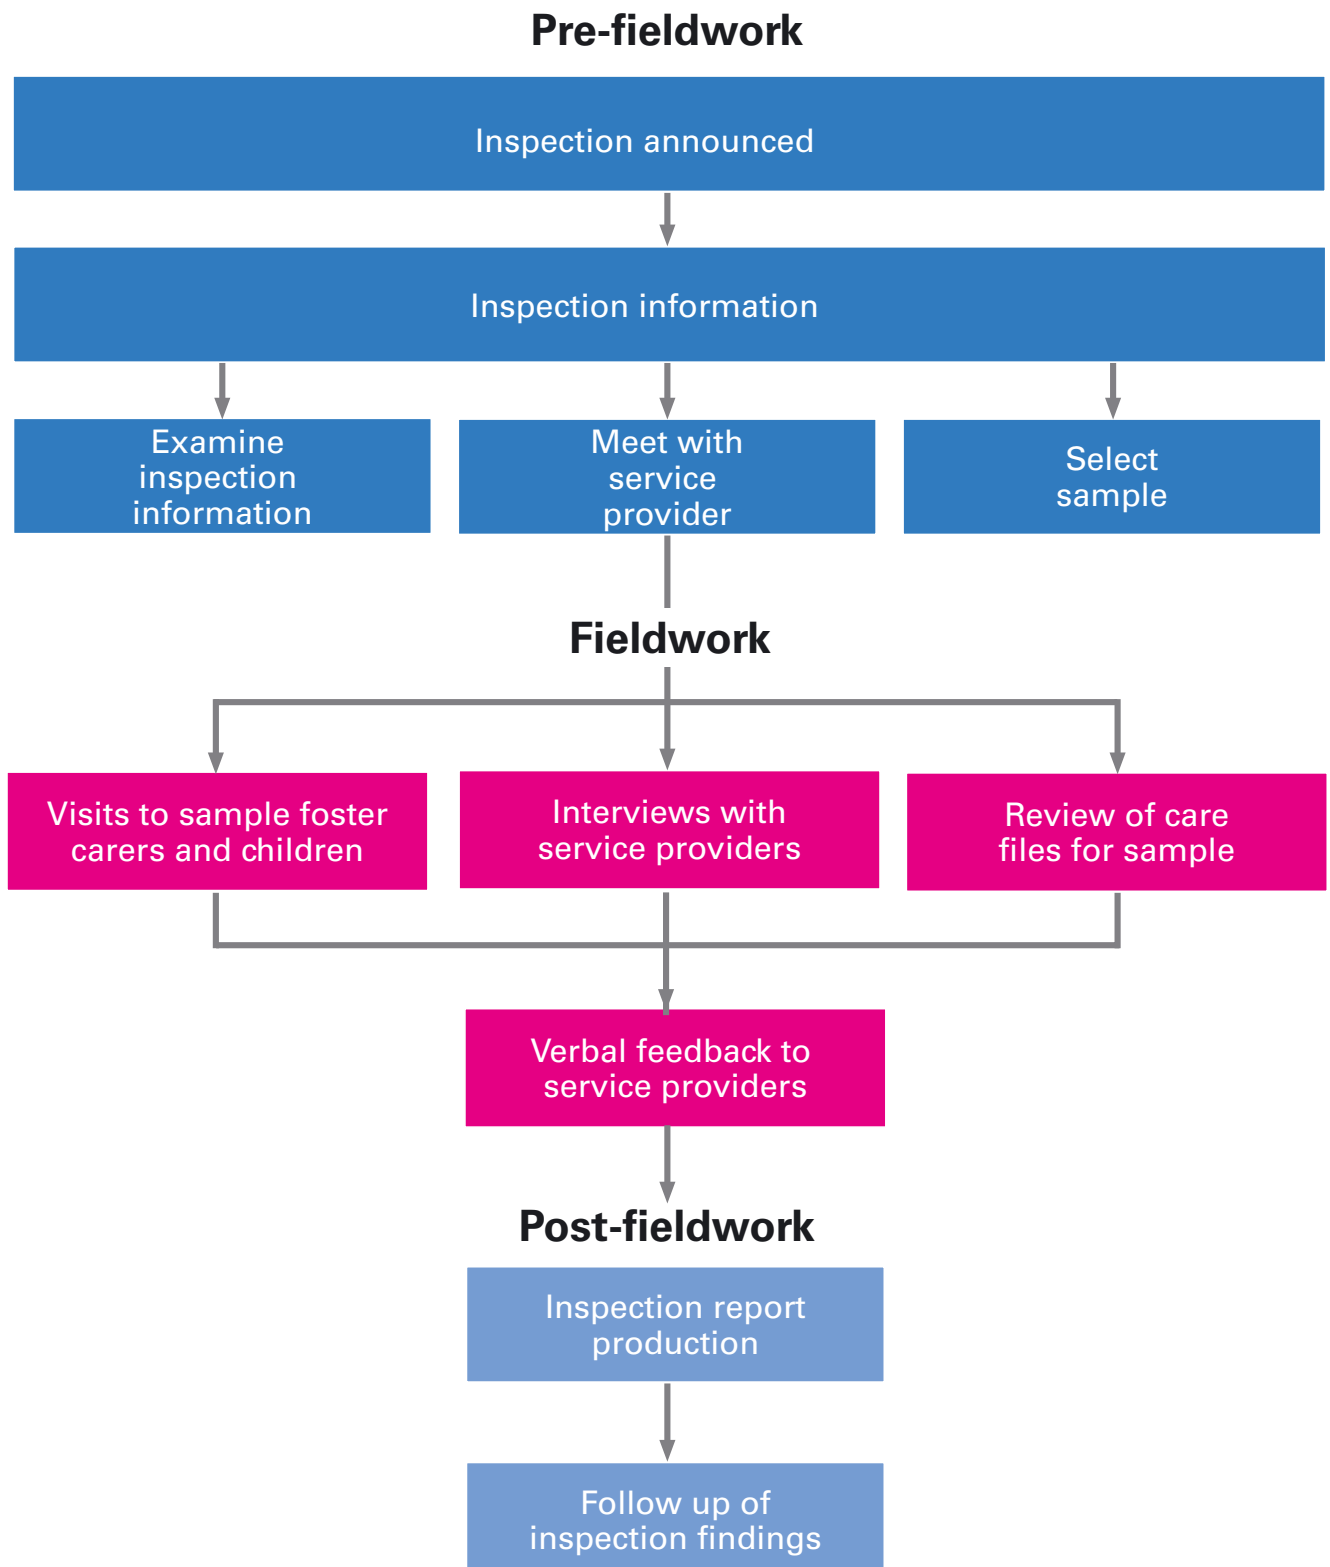 Pre-fieldwork
Inspection announced
Inspection information
Examine
inspection
information
Meet with
service
provider
Select
sample
Fieldwork
Visits to sample foster
carers and children
Interviews with
service providers
Review of care
files for sample
Verbal feedback to
service providers
Post-fieldwork
Inspection report
production
Follow up of
inspection findings